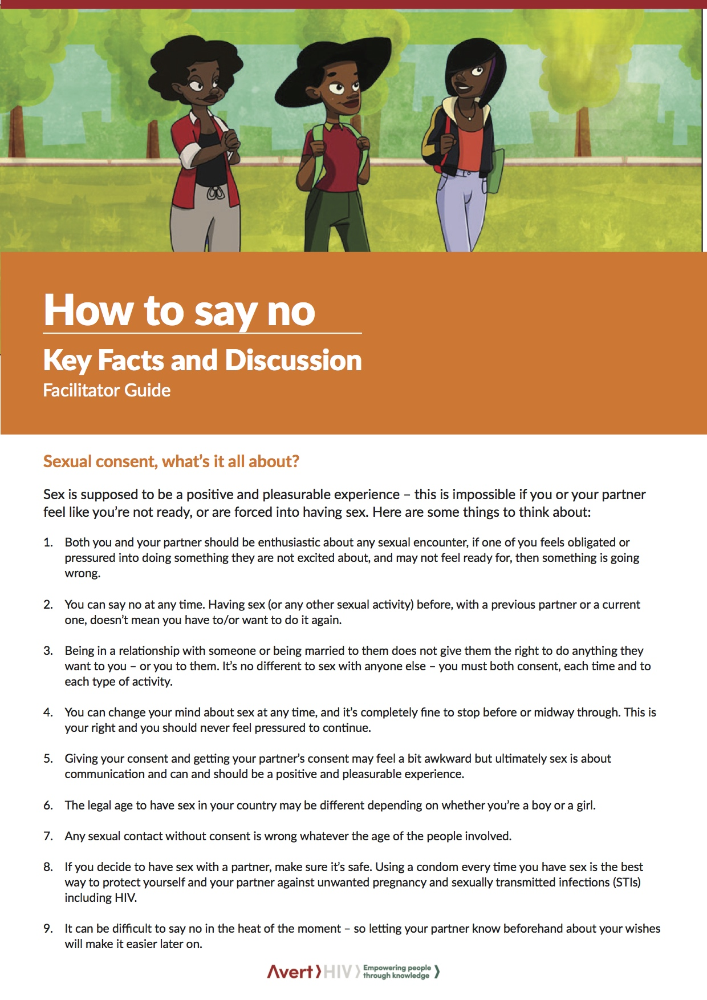 How to say no
Key Facts and Discussion
Facilitator Guide
Sexual consent, what's it all about?
Sex is supposed to be a positive and pleasurable experience – this is impossible if you or your partner
feel like you're not ready, or are forced into having sex. Here are some things to think about:
1. Both you and your partner should be enthusiastic about any sexual encounter, if one of you feels obligated or
pressured into doing something they are not excited about, and may not feel ready for, then something is going
wrong.
2. You can say no at any time. Having sex (or any other sexual activity) before, with a previous partner or a current
one, doesn't mean you have to/or want to do it again.
3. Being in a relationship with someone or being married to them does not give them the right to do anything they
want to you – or you to them. It's no different to sex with anyone else – you must both consent, each time and to
each type of activity.
4. You can change your mind about sex at any time, and it's completely fine to stop before or midway through. This is
your right and you should never feel pressured to continue.
5. Giving your consent and getting your partner's consent may feel a bit awkward but ultimately sex is about
communication and can and should be a positive and pleasurable experience.
6. The legal age to have sex in your country may be different depending on whether you're a boy or a girl.
7. Any sexual contact without consent is wrong whatever the age of the people involved.
8. If you decide to have sex with a partner, make sure it's safe. Using a condom every time you have sex is the best
way to protect yourself and your partner against unwanted pregnancy and sexually transmitted infections (STIs)
including HIV.
9. It can be difficult to say no in the heat of the moment – so letting your partner know beforehand about your wishes
will make it easier later on.
Avert HIV Empowering people
through knowledge